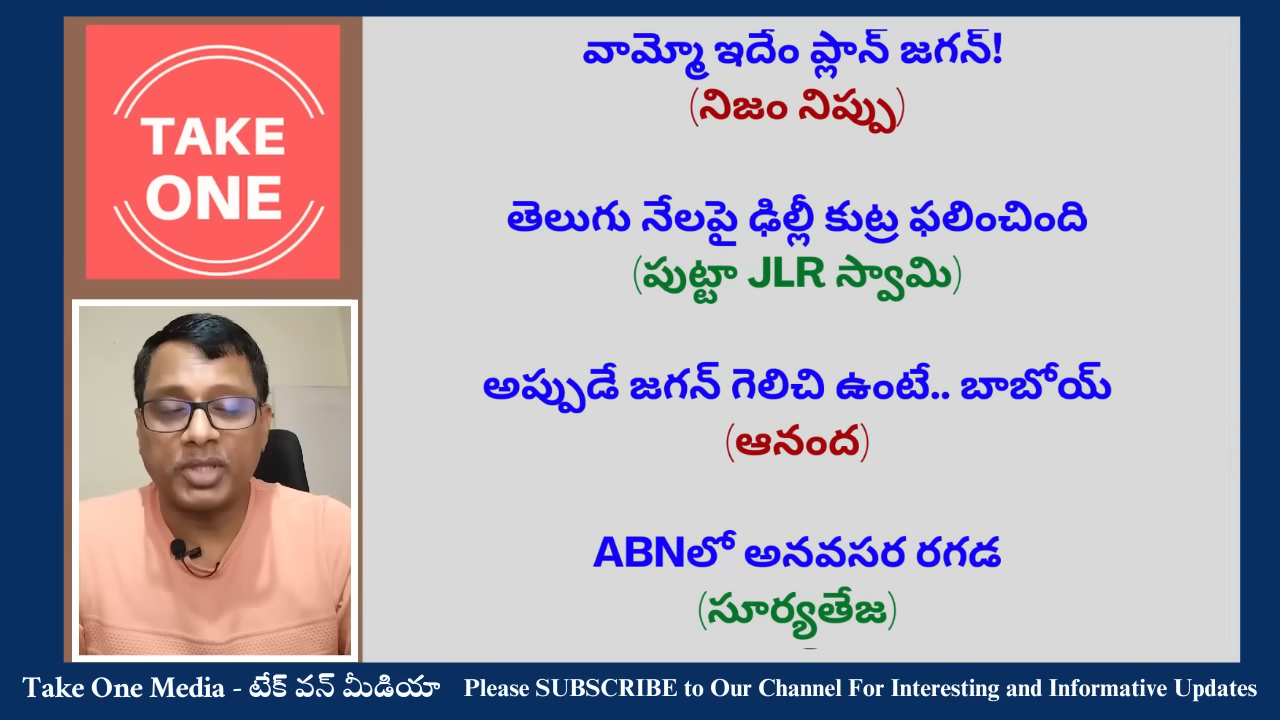 TAKE
ONE
వామ్మో ఇదేం ప్లాన్ జగన్!
(నిజం నిప్పు)
తెలుగు నేలపై ఢిల్లీ కుట్ర ఫలించింది
(పుట్టా JLR స్వామి)
అప్పుడే జగన్ గెలిచి ఉంటే.. బాబోయ్
(ఆనంద)
ABNలో అనవసర రగడ
(సూర్యతేజ)
Take One Media - టేక్ వన్ మీడియా Please SUBSCRIBE to Our Channel For Interesting and Informative Updates